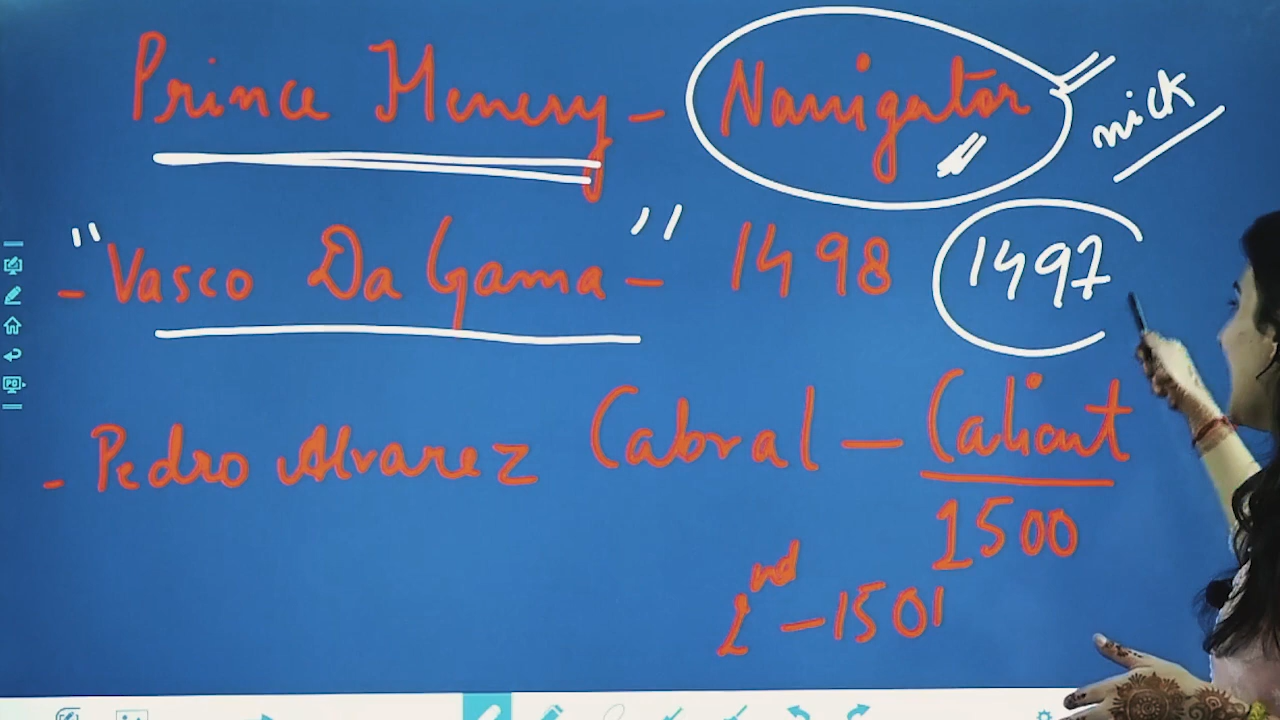 Prince Henery - Navigator nick
- "Vasco Da Gama" - 1498 1497
- Pedro Alvarez Cabral - Calicut
1500
2nd - 1501